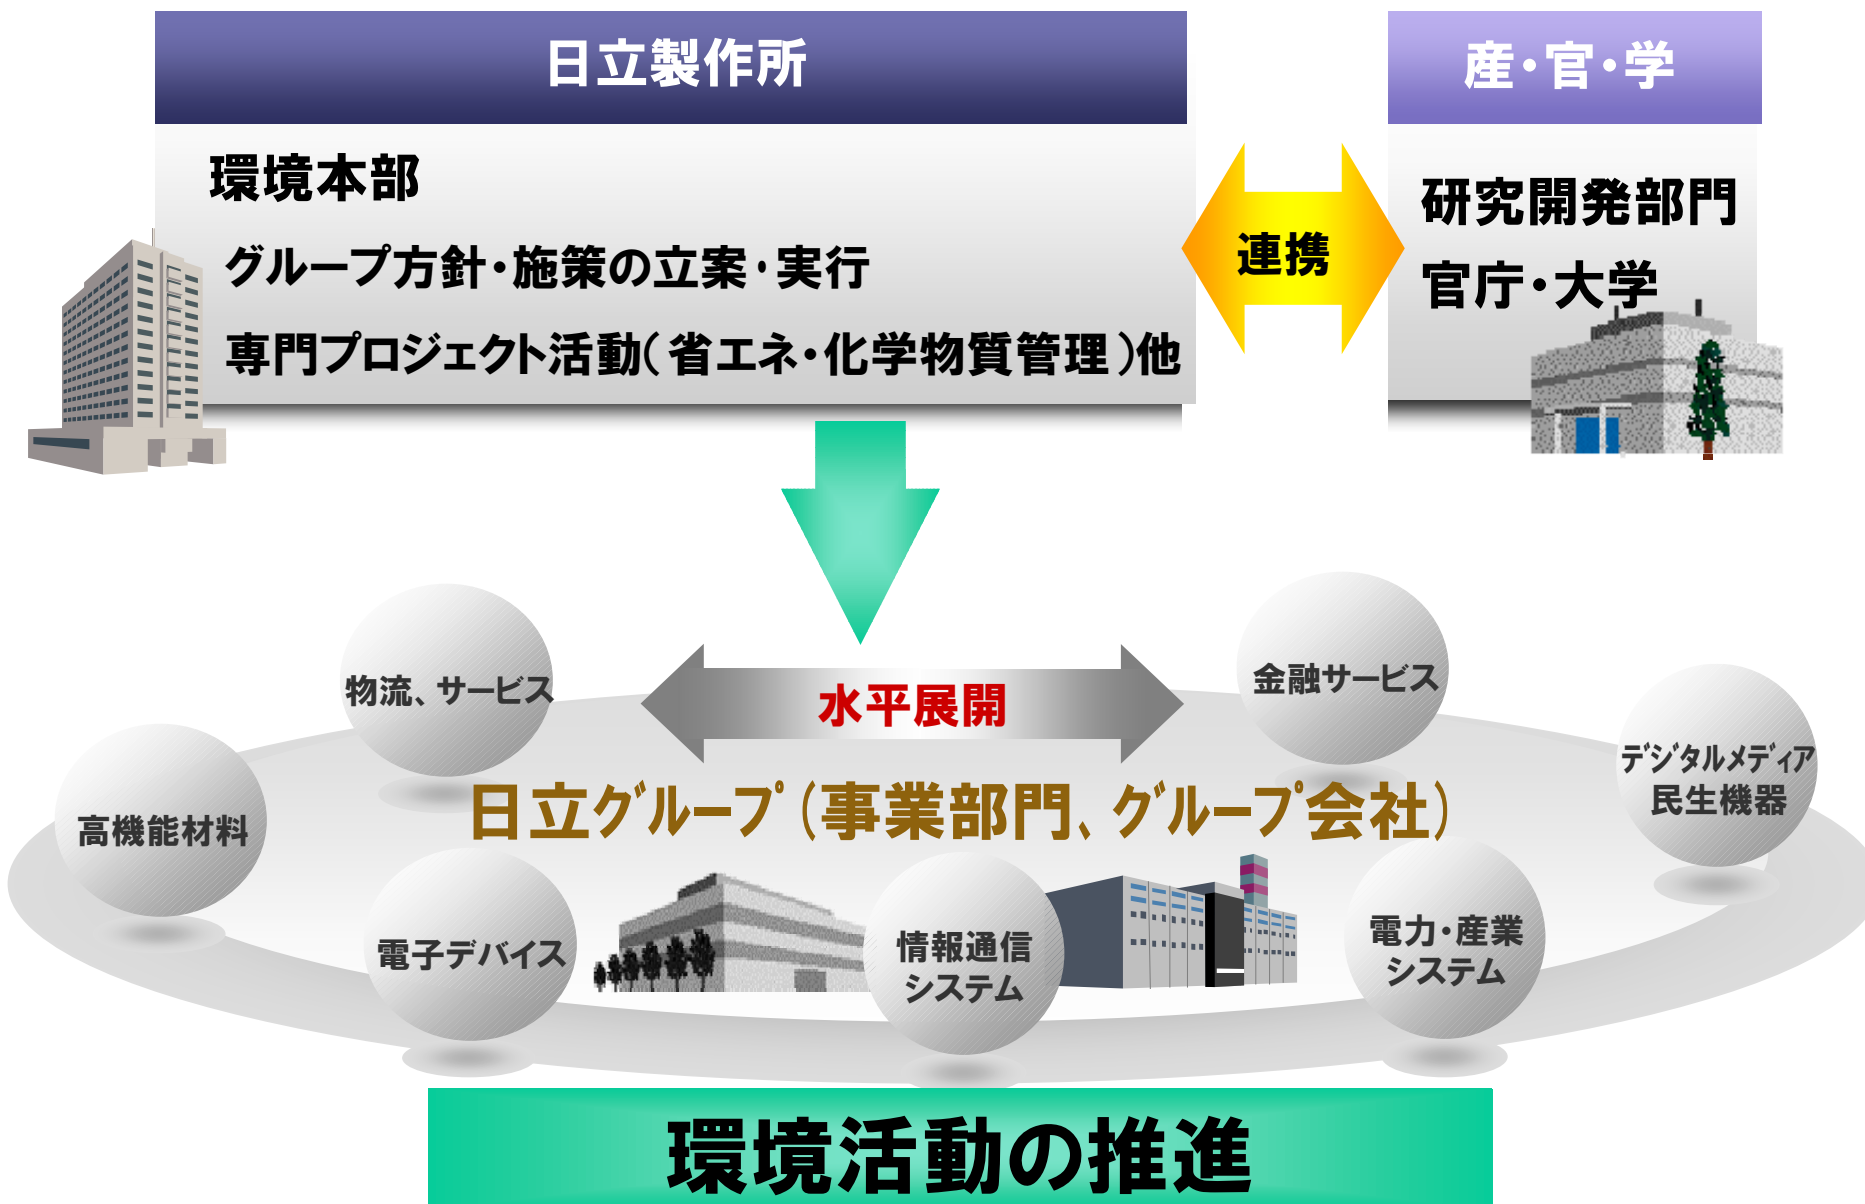 日立製作所
産・官・学
環境本部
グループ方針・施策の立案・実行
専門プロジェクト活動（省エネ・化学物質管理）他
連携
研究開発部門
官庁・大学
水平展開
物流、サービス
金融サービス
デジタルメディア
民生機器
高機能材料
日立グループ（事業部門、グループ会社）
電子デバイス
情報通信
システム
電力・産業
システム
環境活動の推進